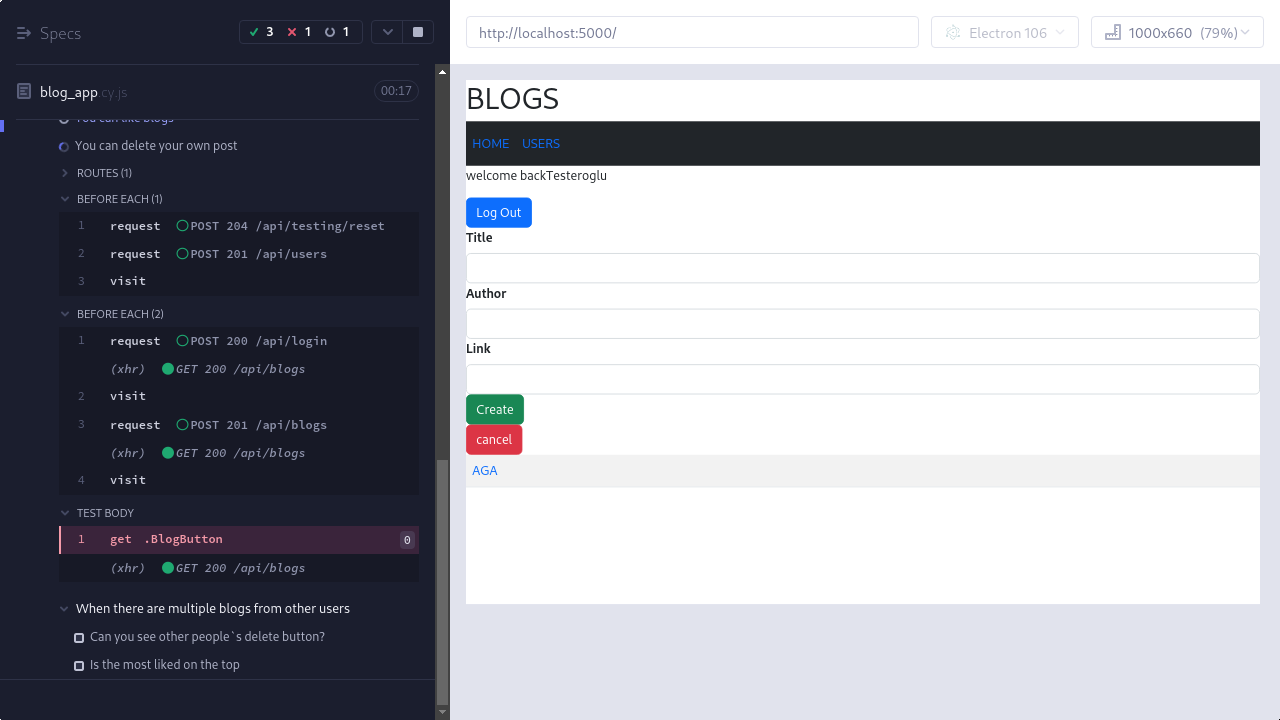 Specs
3 1 1
blog_app.cy.js 00:17
You can like blogs
You can delete your own post
ROUTES (1)
BEFORE EACH (1)
1 request POST 204 /api/testing/reset
2 request POST 201 /api/users
3 visit
BEFORE EACH (2)
1 request POST 200 /api/login
(xhr) GET 200 /api/blogs
2 visit
3 request POST 201 /api/blogs
(xhr) GET 200 /api/blogs
4 visit
TEST BODY
1 get .BlogButton 0
(xhr) GET 200 /api/blogs
When there are multiple blogs from other users
Can you see other people`s delete button?
Is the most liked on the top
http://localhost:5000/
Electron 106
1000x660 (79%)
BLOGS
HOME USERS
welcome backTesteroglu
Log Out
Title
Author
Link
Create
cancel
AGA